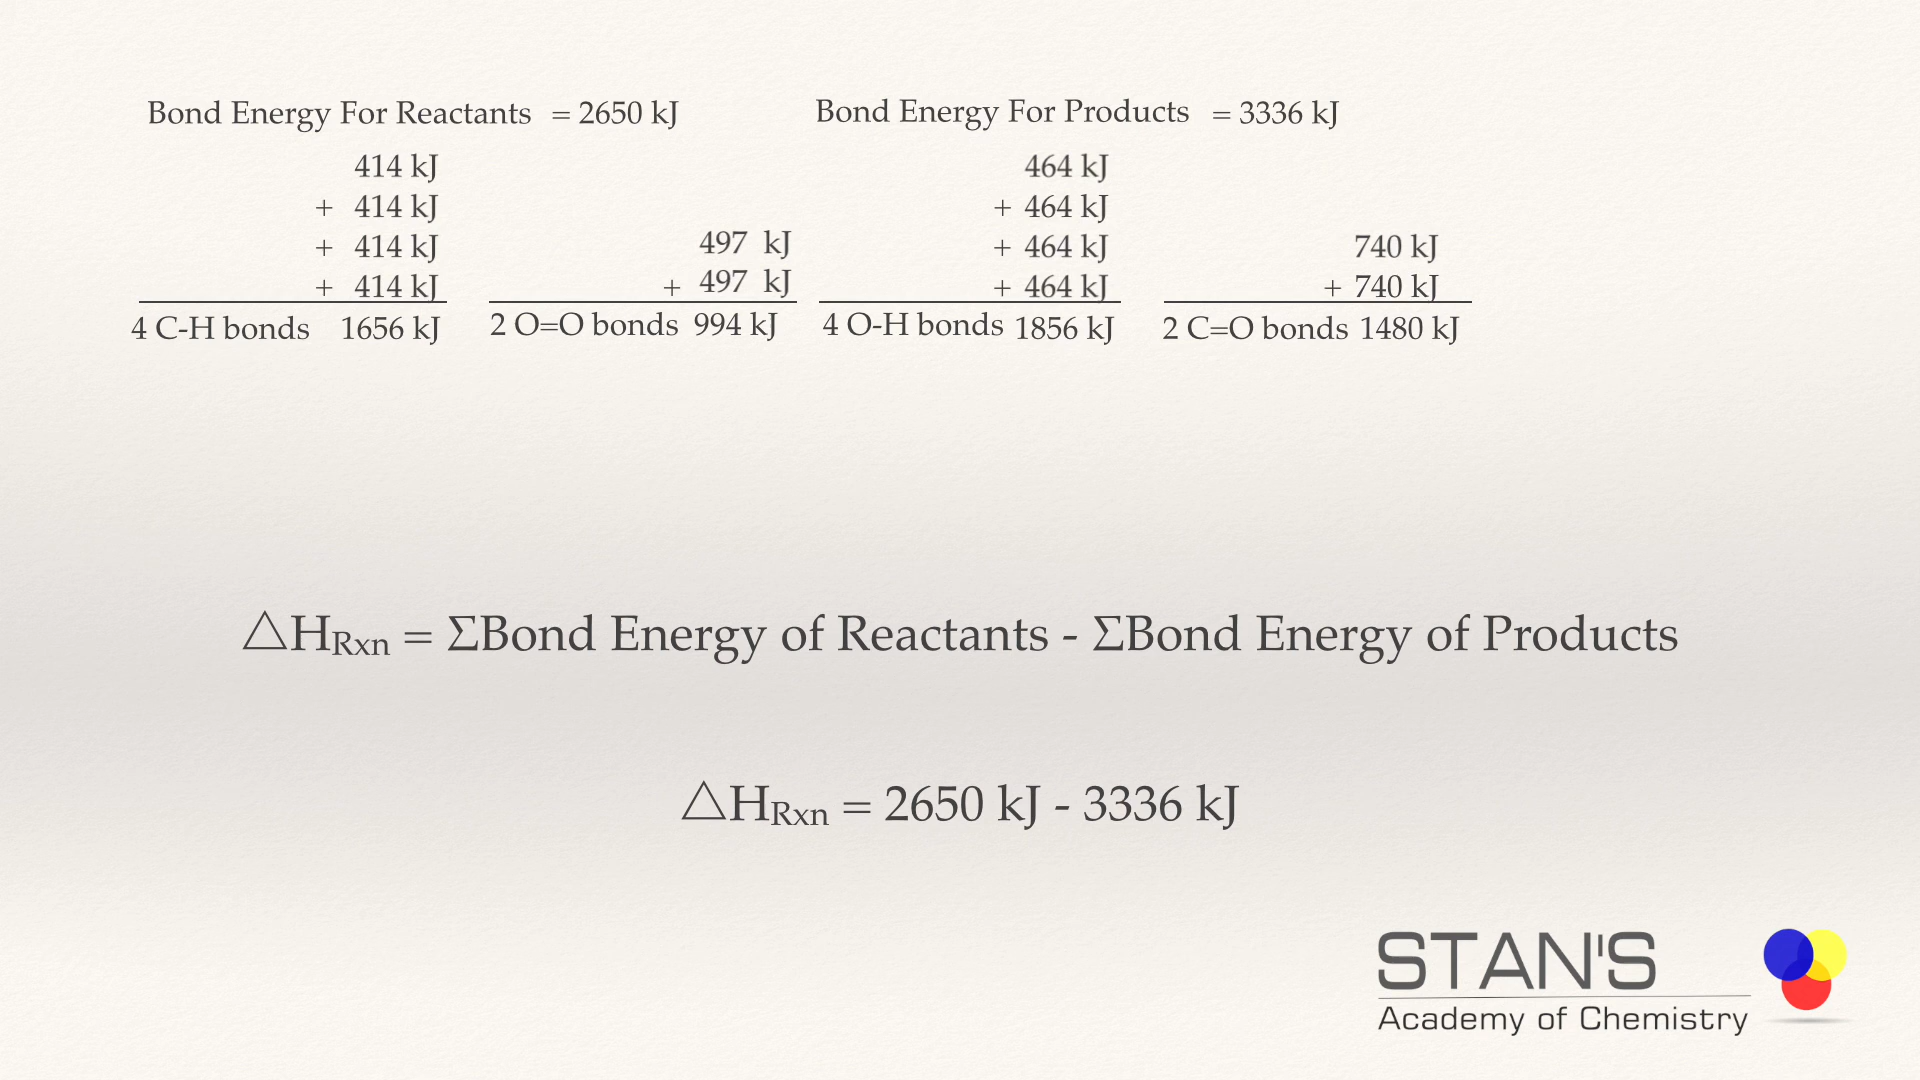 Bond Energy For Reactants = 2650 kJ
414 kJ
+ 414 kJ
+ 414 kJ
+ 414 kJ
4 C-H bonds 1656 kJ
497 kJ
+ 497 kJ
2 O=O bonds 994 kJ
Bond Energy For Products = 3336 kJ
464 kJ
+ 464 kJ
+ 464 kJ
+ 464 kJ
4 O-H bonds 1856 kJ
740 kJ
+ 740 kJ
2 C=O bonds 1480 kJ
△HRxn = ΣBond Energy of Reactants - ΣBond Energy of Products
△HRxn = 2650 kJ - 3336 kJ
STAN'S
Academy of Chemistry